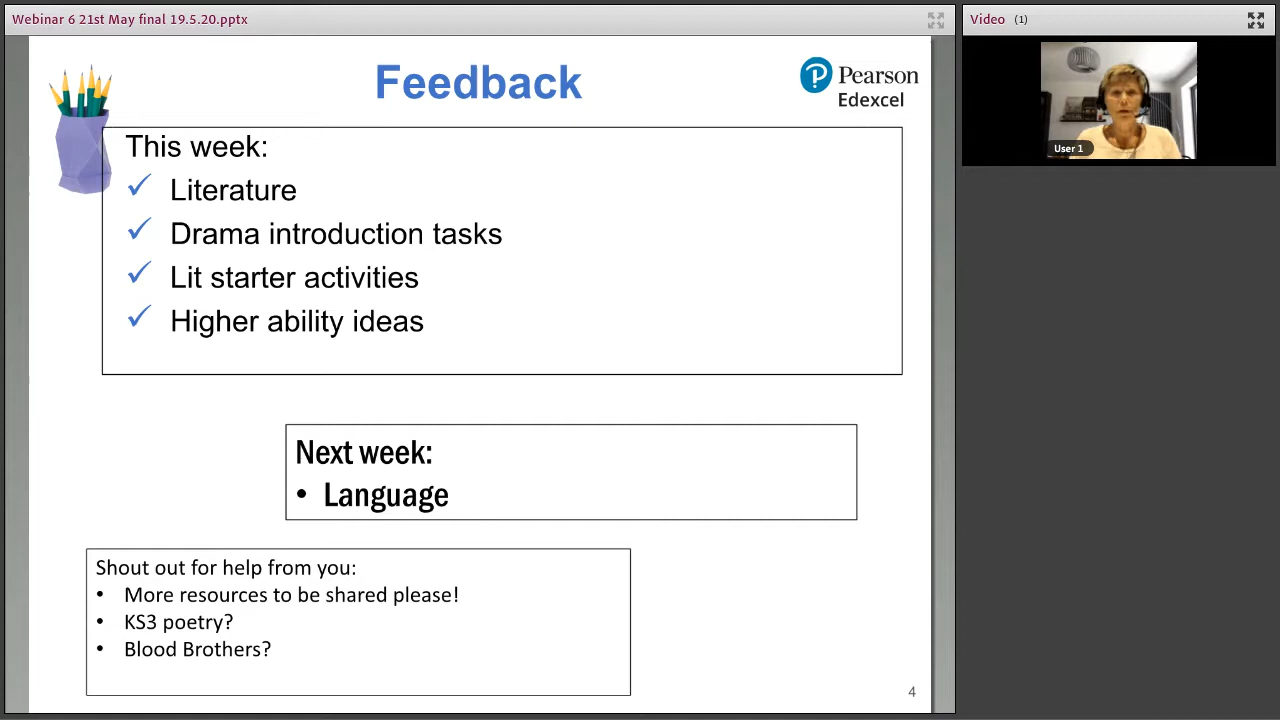 Webinar 6 21st May final 19.5.20.pptx
Video (1)
Feedback
Pearson
Edexcel
This week:
✓ Literature
✓ Drama introduction tasks
✓ Lit starter activities
✓ Higher ability ideas
Next week:
• Language
Shout out for help from you:
• More resources to be shared please!
• KS3 poetry?
• Blood Brothers?
4
User 1